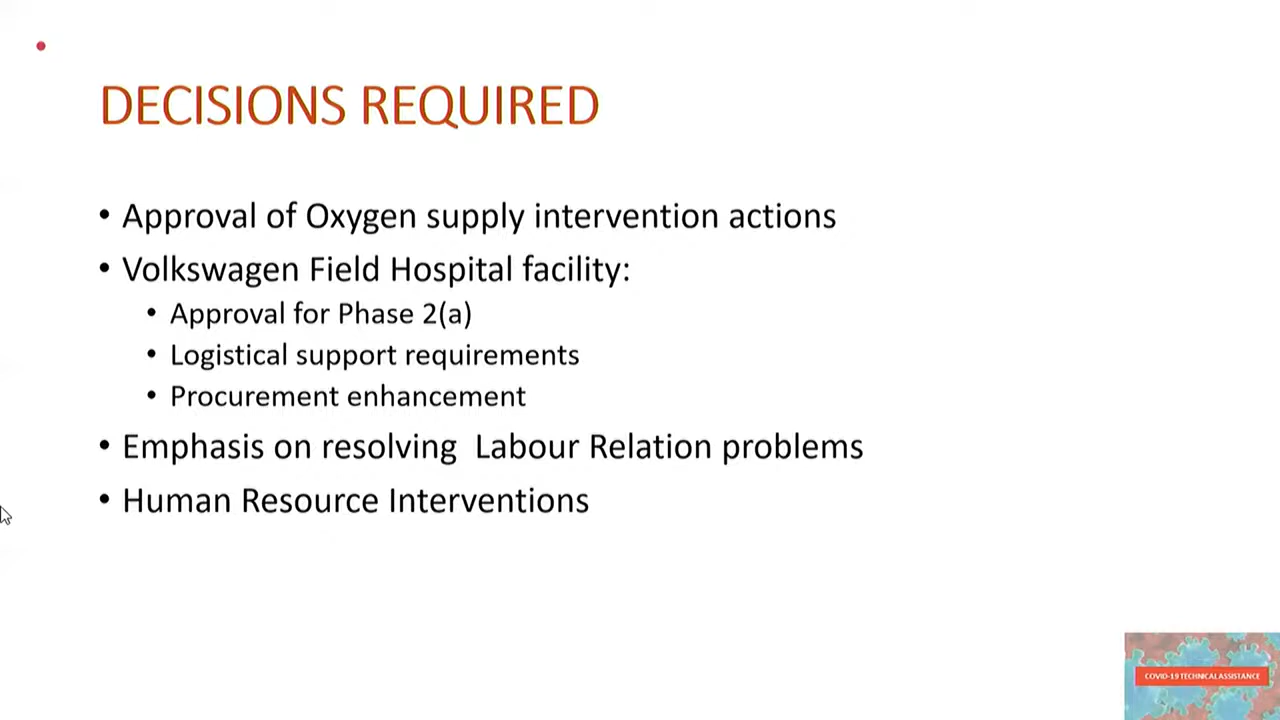 DECISIONS REQUIRED
• Approval of Oxygen supply intervention actions
• Volkswagen Field Hospital facility:
• Approval for Phase 2(a)
• Logistical support requirements
• Procurement enhancement
• Emphasis on resolving  Labour Relation problems
• Human Resource Interventions
COVID-19 TECHNICAL ASSISTANCE